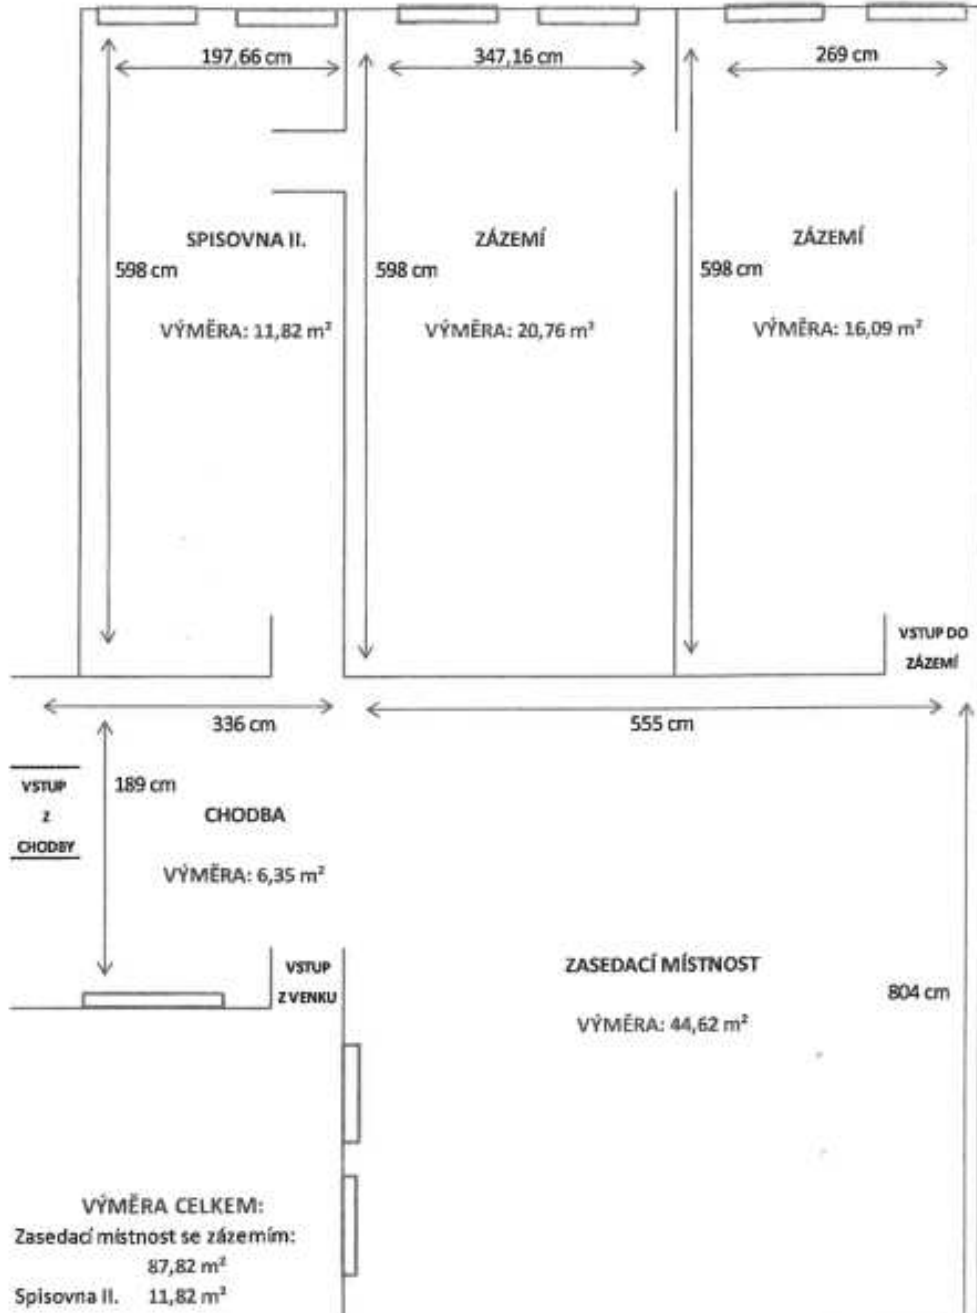 197,66 cm
347,16 cm
269 cm
SPISOVNA II.
598 cm
VÝMĚRA: 11,82 m²
ZÁZEMÍ
598 cm
VÝMĚRA: 20,76 m²
ZÁZEMÍ
598 cm
VÝMĚRA: 16,09 m²
VSTUP DO
ZÁZEMÍ
336 cm
555 cm
VSTUP
Z
CHODBY
189 cm
CHODBA
VÝMĚRA: 6,35 m²
VSTUP
Z VENKU
ZASEDACÍ MÍSTNOST
VÝMĚRA: 44,62 m²
804 cm
VÝMĚRA CELKEM:
Zasedací místnost se zázemím:
87,82 m²
Spisovna II. 11,82 m²